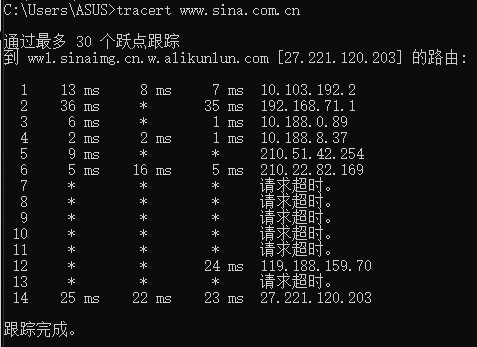 C:\Users\ASUS>tracert www.sina.com.cn
通过最多 30 个跃点跟踪
到 ww1.sinaimg.cn.w.alikunlun.com [27.221.120.203] 的路由:
1 13 ms 8 ms 7 ms 10.103.192.2
2 36 ms * 35 ms 192.168.71.1
3 6 ms * 1 ms 10.188.0.89
4 2 ms 2 ms 1 ms 10.188.8.37
5 9 ms * * 210.51.42.254
6 5 ms 16 ms 5 ms 210.22.82.169
7 * * * 请求超时。
8 * * * 请求超时。
9 * * * 请求超时。
10 * * * 请求超时。
11 * * * 请求超时。
12 * * 24 ms 119.188.159.70
13 * * * 请求超时。
14 25 ms 22 ms 23 ms 27.221.120.203
跟踪完成。